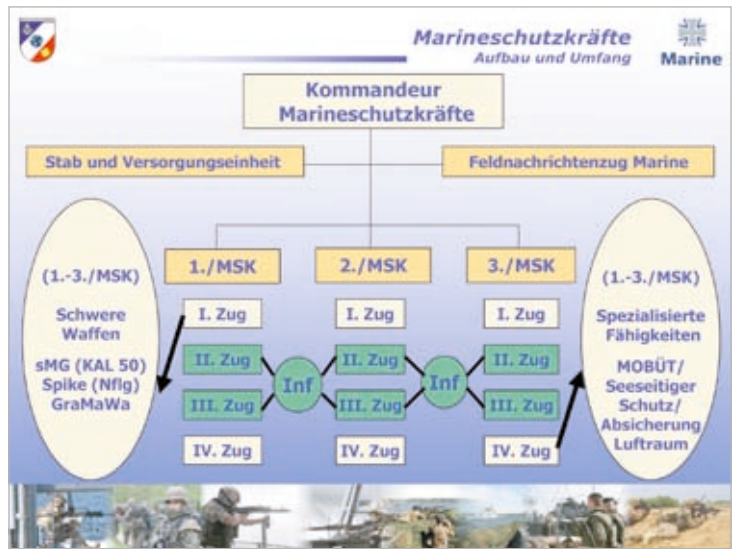 Marineschutzkräfte
Aufbau und Umfang
Marine
Kommandeur
Marineschutzkräfte
Stab und Versorgungseinheit
Feldnachrichtenzug Marine
(1.-3./MSK)
Schwere
Waffen
sMG (KAL 50)
Spike (Nflg)
GraMaWa
1./MSK
2./MSK
3./MSK
I. Zug
I. Zug
I. Zug
II. Zug
II. Zug
II. Zug
Inf
Inf
III. Zug
III. Zug
III. Zug
IV. Zug
IV. Zug
IV. Zug
(1.-3./MSK)
Spezialisierte
Fähigkeiten
MOBÜT/
Seeseitiger
Schutz/
Absicherung
Luftraum